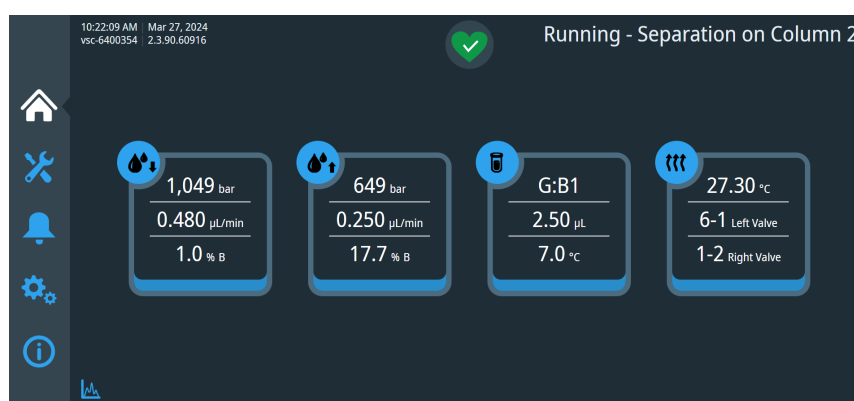 10:22:09 AM | Mar 27, 2024
vsc-6400354 | 2.3.90.60916
Running - Separation on Column 2
1,049 bar
0.480 µL/min
1.0 % B
649 bar
0.250 µL/min
17.7 % B
G:B1
2.50 µL
7.0 °C
27.30 °C
6-1 Left Valve
1-2 Right Valve